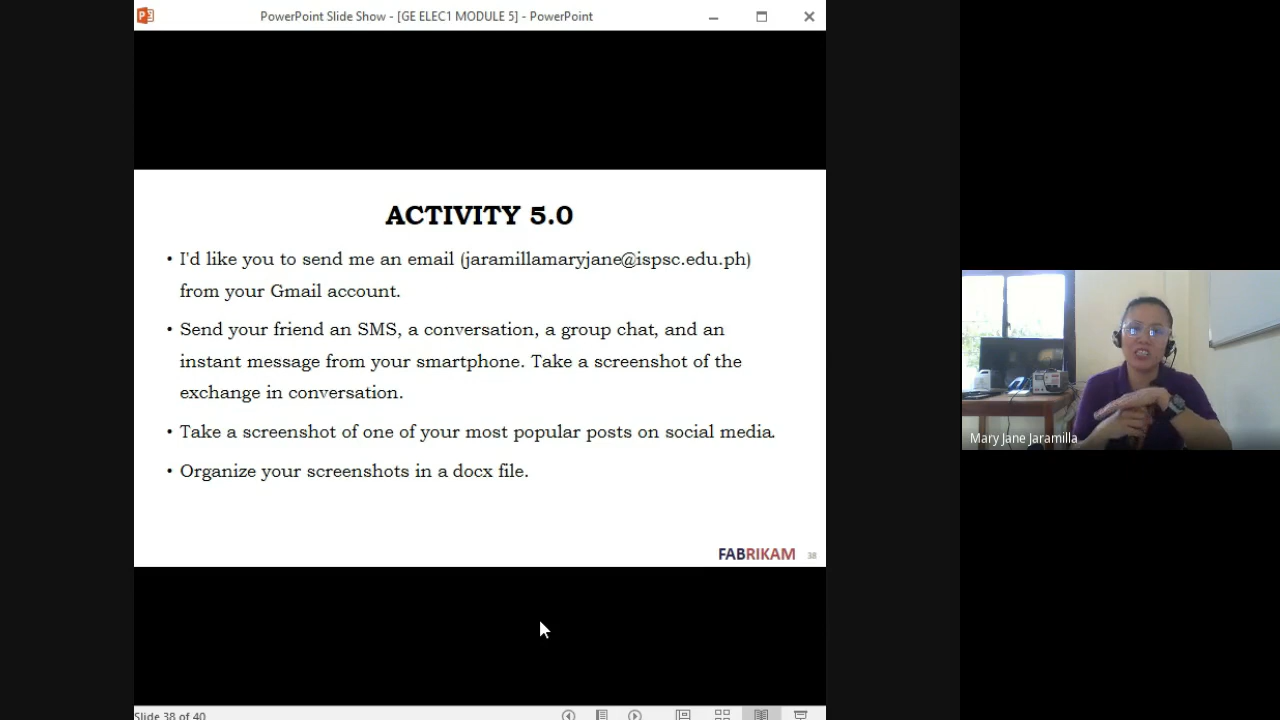 PowerPoint Slide Show - [GE ELEC1 MODULE 5] - PowerPoint
ACTIVITY 5.0
• I'd like you to send me an email (jaramillamaryjane@ispsc.edu.ph)
from your Gmail account.
• Send your friend an SMS, a conversation, a group chat, and an
instant message from your smartphone. Take a screenshot of the
exchange in conversation.
• Take a screenshot of one of your most popular posts on social media.
• Organize your screenshots in a docx file.
FABRIKAM 38
Mary Jane Jaramilla
Slide 38 of 40